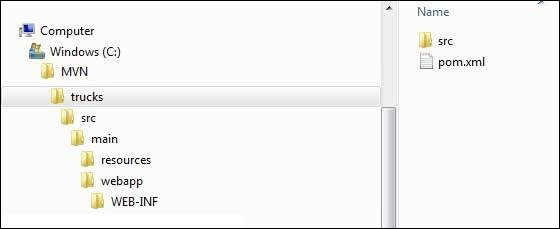 Computer
Windows (C:)
MVN
trucks
src
main
resources
webapp
WEB-INF
Name
src
pom.xml